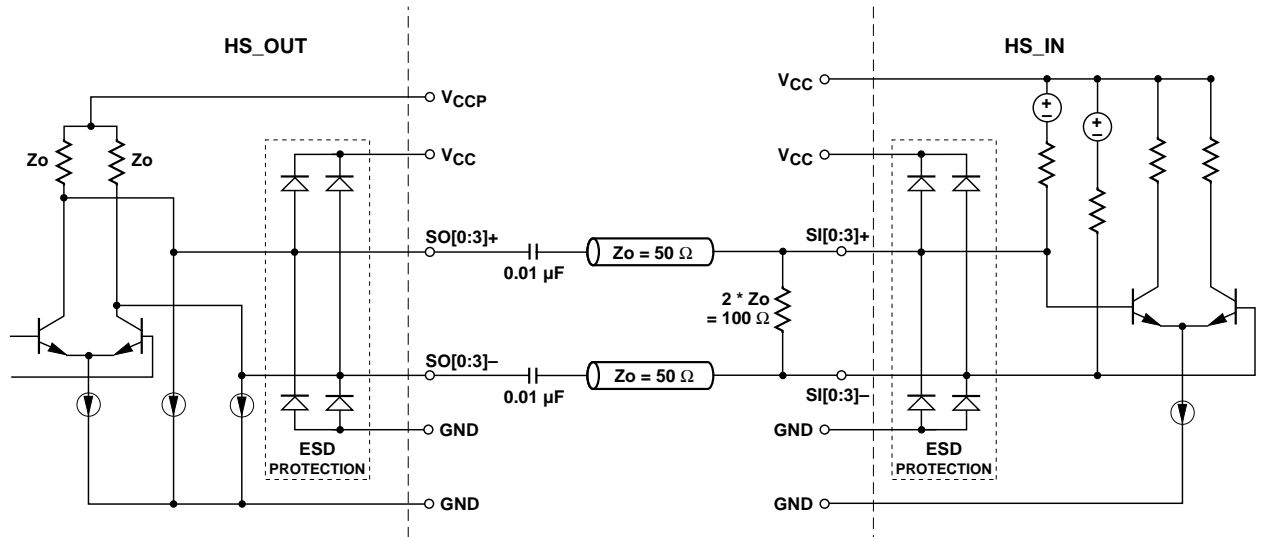 HS_OUT
HS_IN
VCCP
VCC
Zo
Zo
VCC
VCC
SO[0:3]+
0.01 µF
Zo = 50 Ω
SI[0:3]+
2 * Zo
= 100 Ω
SO[0:3]–
0.01 µF
Zo = 50 Ω
SI[0:3]–
GND
GND
ESD
PROTECTION
ESD
PROTECTION
GND
GND
+
–
+
–